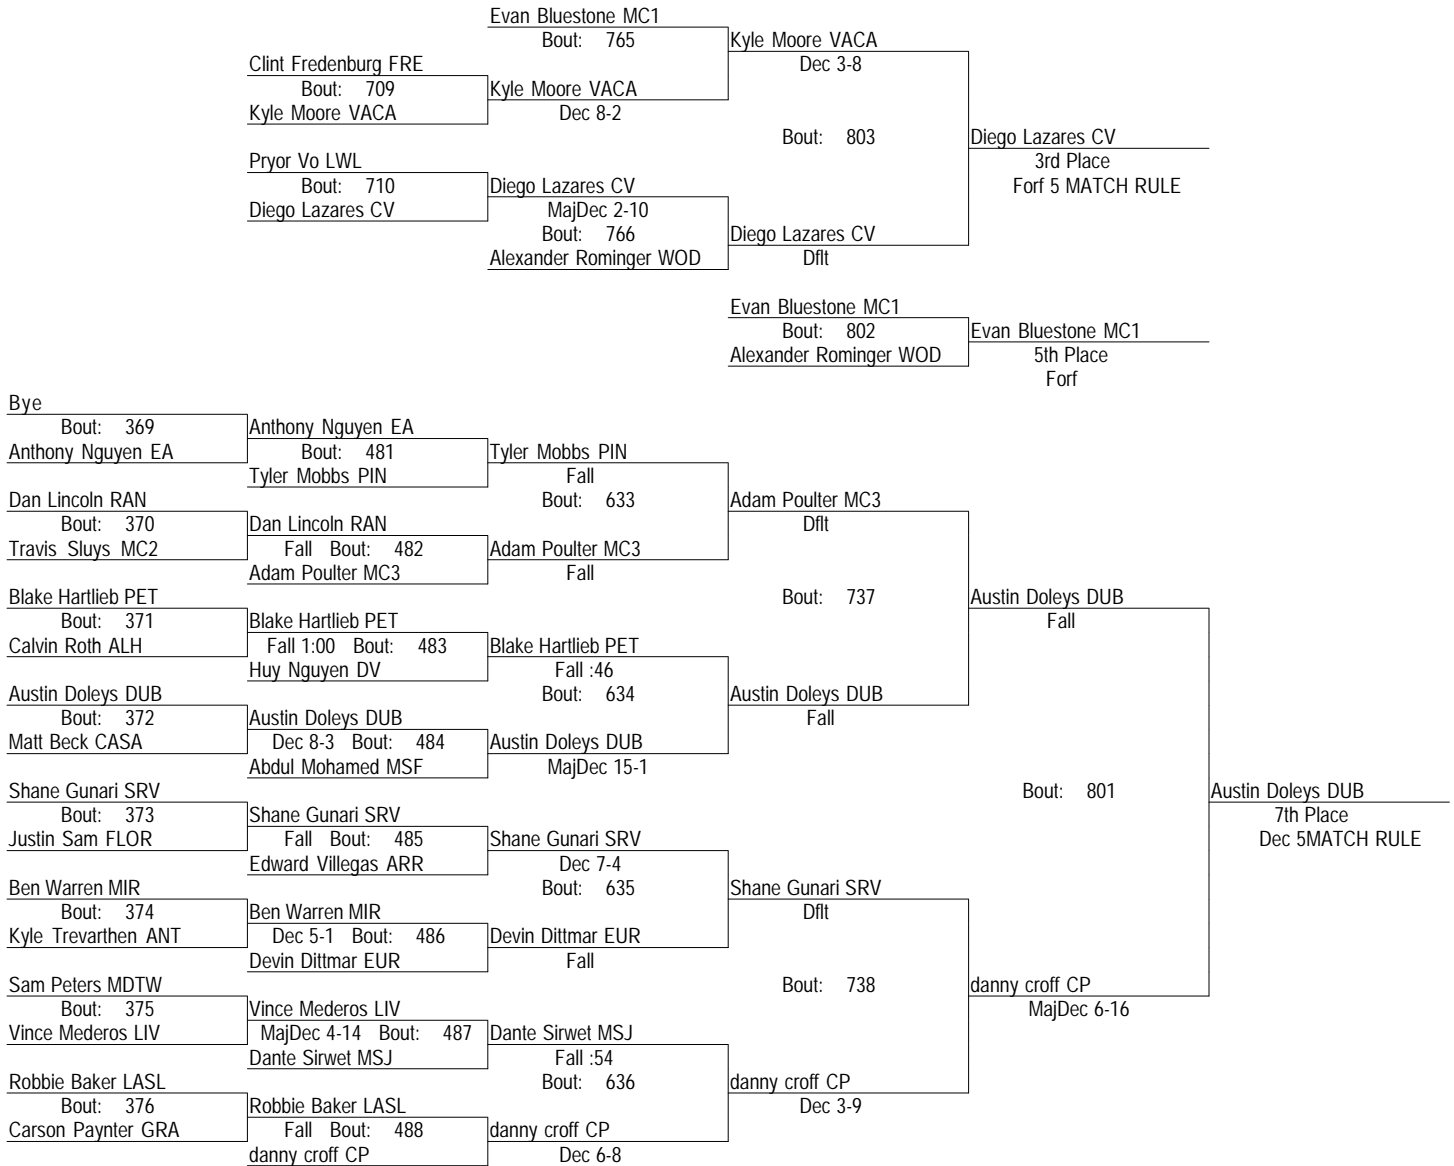 Evan Bluestone MC1
Bout: 765
Kyle Moore VACA
Clint Fredenburg FRE
Dec 3-8
Bout: 709
Kyle Moore VACA
Kyle Moore VACA
Dec 8-2
Bout: 803
Diego Lazares CV
Pryor Vo LWL
3rd Place
Bout: 710
Diego Lazares CV
Forf 5 MATCH RULE
Diego Lazares CV
MajDec 2-10
Bout: 766
Diego Lazares CV
Alexander Rominger WOD
Dflt
Evan Bluestone MC1
Bout: 802
Evan Bluestone MC1
Alexander Rominger WOD
5th Place
Forf
Bye
Bout: 369
Anthony Nguyen EA
Anthony Nguyen EA
Bout: 481
Tyler Mobbs PIN
Tyler Mobbs PIN
Fall
Dan Lincoln RAN
Bout: 633
Adam Poulter MC3
Bout: 370
Dan Lincoln RAN
Dflt
Travis Sluys MC2
Fall Bout: 482
Adam Poulter MC3
Adam Poulter MC3
Fall
Blake Hartlieb PET
Bout: 737
Austin Doleys DUB
Bout: 371
Blake Hartlieb PET
Fall
Calvin Roth ALH
Fall 1:00 Bout: 483
Blake Hartlieb PET
Huy Nguyen DV
Fall :46
Austin Doleys DUB
Bout: 634
Austin Doleys DUB
Bout: 372
Austin Doleys DUB
Fall
Matt Beck CASA
Dec 8-3 Bout: 484
Austin Doleys DUB
Abdul Mohamed MSF
MajDec 15-1
Shane Gunari SRV
Bout: 801
Austin Doleys DUB
Bout: 373
Shane Gunari SRV
7th Place
Justin Sam FLOR
Fall Bout: 485
Shane Gunari SRV
Dec 5MATCH RULE
Edward Villegas ARR
Dec 7-4
Ben Warren MIR
Bout: 635
Shane Gunari SRV
Bout: 374
Ben Warren MIR
Dflt
Kyle Trevarthen ANT
Dec 5-1 Bout: 486
Devin Dittmar EUR
Devin Dittmar EUR
Fall
Sam Peters MDTW
Bout: 738
danny croff CP
Bout: 375
Vince Mederos LIV
MajDec 6-16
Vince Mederos LIV
MajDec 4-14 Bout: 487
Dante Sirwet MSJ
Dante Sirwet MSJ
Fall :54
Robbie Baker LASL
Bout: 636
danny croff CP
Bout: 376
Robbie Baker LASL
Dec 3-9
Carson Paynter GRA
Fall Bout: 488
danny croff CP
danny croff CP
Dec 6-8